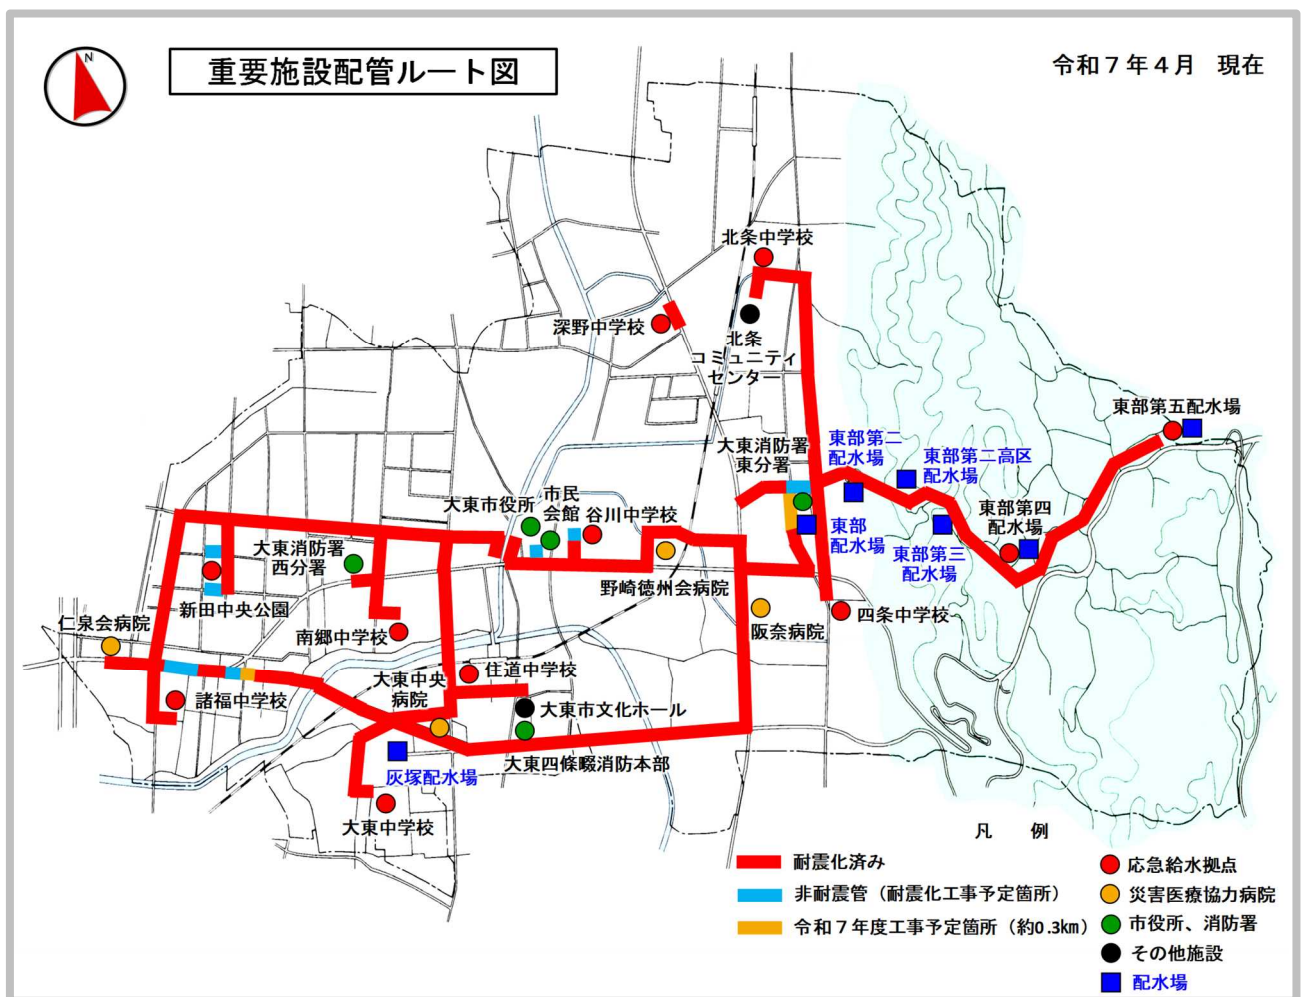 N
重要施設配管ルート図
令和７年４月　現在
北条中学校
深野中学校
北条
コミュニティ
センター
東部第五配水場
大東消防署
東分署
東部第二
配水場
東部第二高区
配水場
大東市役所
市民
会館
谷川中学校
東部第四
配水場
東部
配水場
東部第三
配水場
大東消防署
西分署
野崎徳州会病院
新田中央公園
仁泉会病院
南郷中学校
阪奈病院
四条中学校
住道中学校
大東中央
病院
諸福中学校
大東市文化ホール
大東四條畷消防本部
灰塚配水場
大東中学校
凡　例
耐震化済み
非耐震管（耐震化工事予定箇所）
令和７年度工事予定箇所（約0.3㎞）
応急給水拠点
災害医療協力病院
市役所、消防署
その他施設
配水場